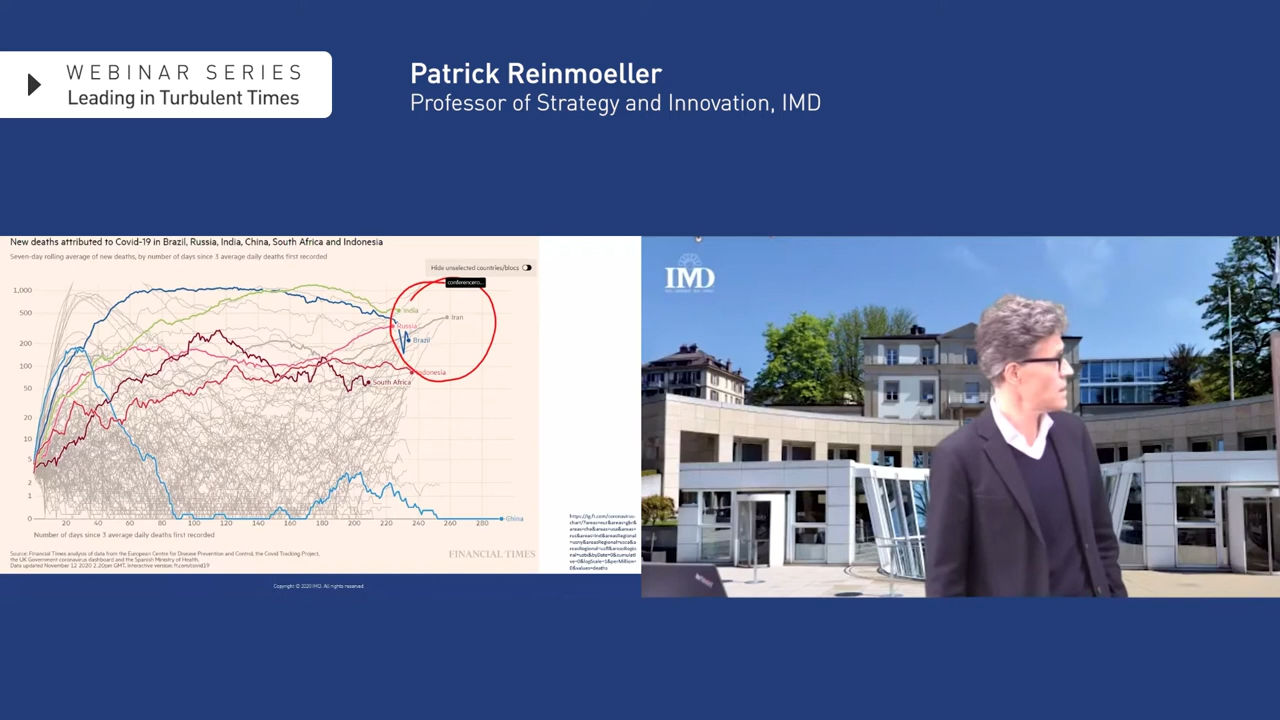 WEBINAR SERIES
Leading in Turbulent Times
Patrick Reinmoeller
Professor of Strategy and Innovation, IMD
New deaths attributed to Covid-19 in Brazil, Russia, India, China, South Africa and Indonesia
Seven-day rolling average of new deaths, by number of days since 3 average daily deaths first recorded
Hide unselected countries/blocs
conferencero...
1,000
500
200
100
50
20
10
5
2
1
0
India
Iran
Russia
Brazil
Indonesia
South Africa
China
20 40 60 80 100 120 140 160 180 200 220 240 260 280
Number of days since 3 average daily deaths first recorded
Source: Financial Times analysis of data from the European Centre for Disease Prevention and Control, the Covid Tracking Project,
the UK Government coronavirus dashboard and the Spanish Ministry of Health.
Data updated November 12 2020 2.20pm GMT. Interactive version: ft.com/covid19
FINANCIAL TIMES
Copyright © 2020 IMD. All rights reserved.
IMD